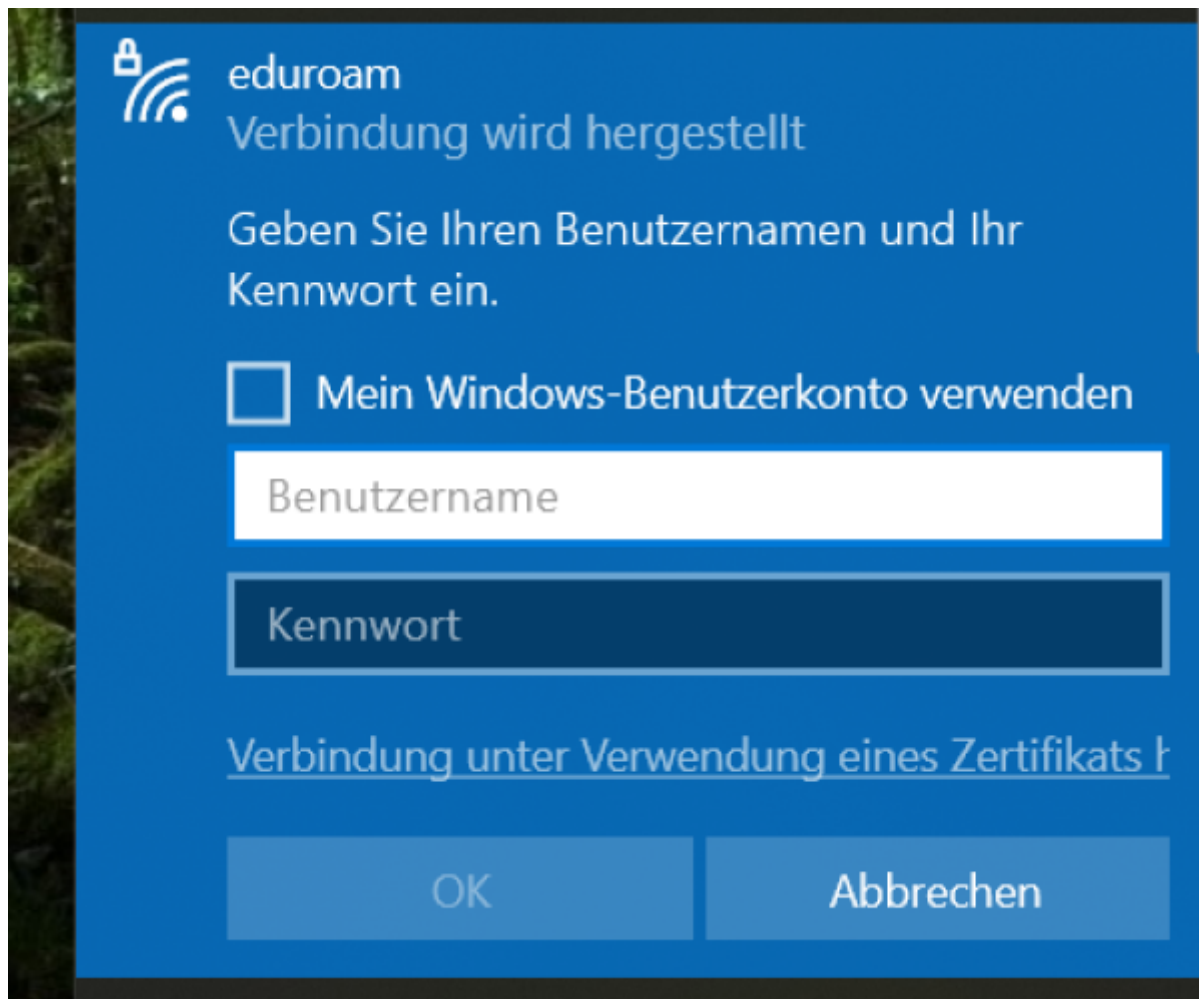 eduroam
Verbindung wird hergestellt
Geben Sie Ihren Benutzernamen und Ihr
Kennwort ein.
Mein Windows-Benutzerkonto verwenden
Benutzername
Kennwort
Verbindung unter Verwendung eines Zertifikats
OK
Abbrechen